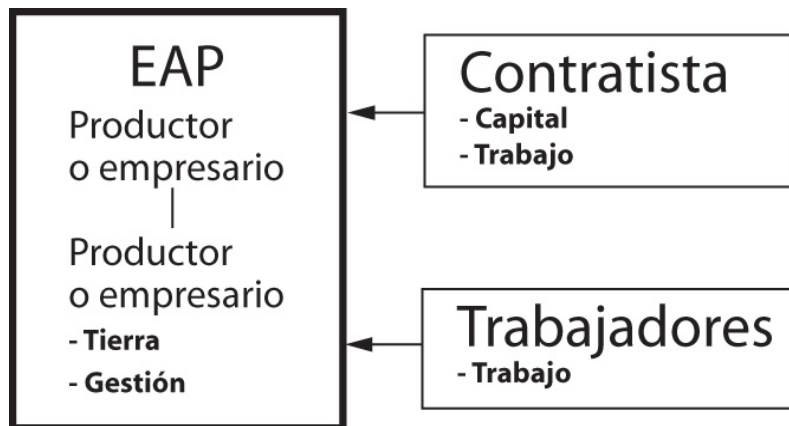 EAP
Productor
o empresario
Productor
o empresario
- Tierra
- Gestión
Contratista
- Capital
- Trabajo
Trabajadores
- Trabajo